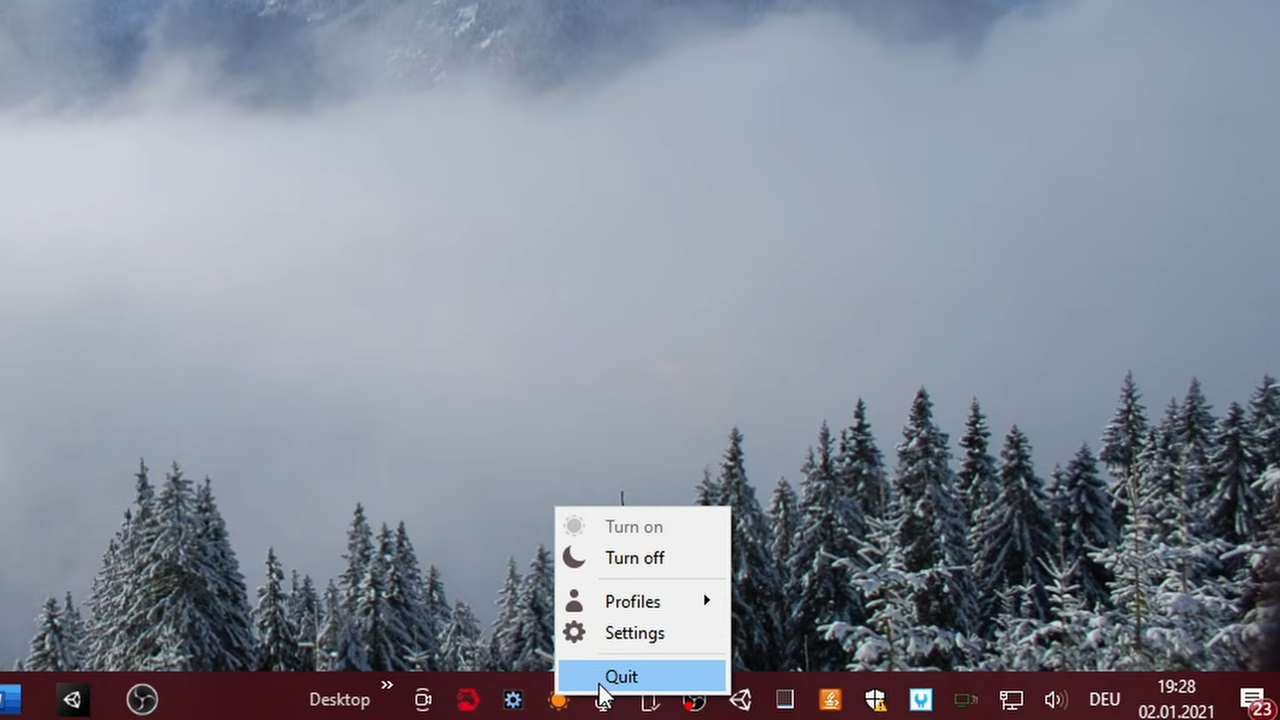 Turn on
Turn off
Profiles
Settings
Quit
Desktop
DEU
19:28
02.01.2021
23